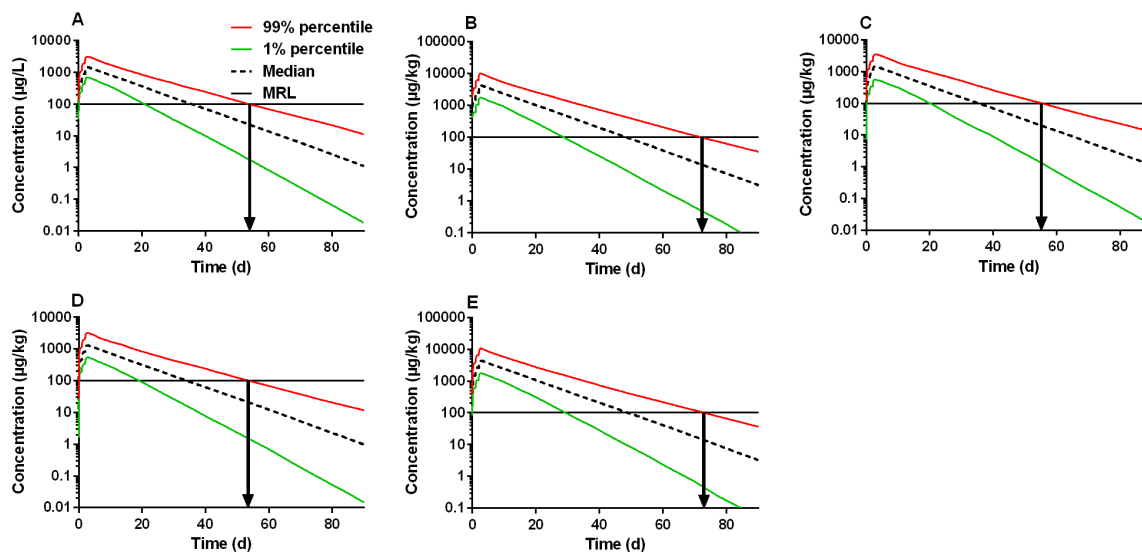 A
99% percentile
1% percentile
Median
MRL
Concentration (µg/L)
10000
1000
100
10
1
0.1
0.01
0 20 40 60 80
Time (d)
B
Concentration (µg/kg)
100000
10000
1000
100
10
1
0.1
0 20 40 60 80
Time (d)
C
Concentration (µg/kg)
10000
1000
100
10
1
0.1
0.01
0 20 40 60 80
Time (d)
D
Concentration (µg/kg)
10000
1000
100
10
1
0.1
0.01
0 20 40 60 80
Time (d)
E
Concentration (µg/kg)
100000
10000
1000
100
10
1
0.1
0 20 40 60 80
Time (d)